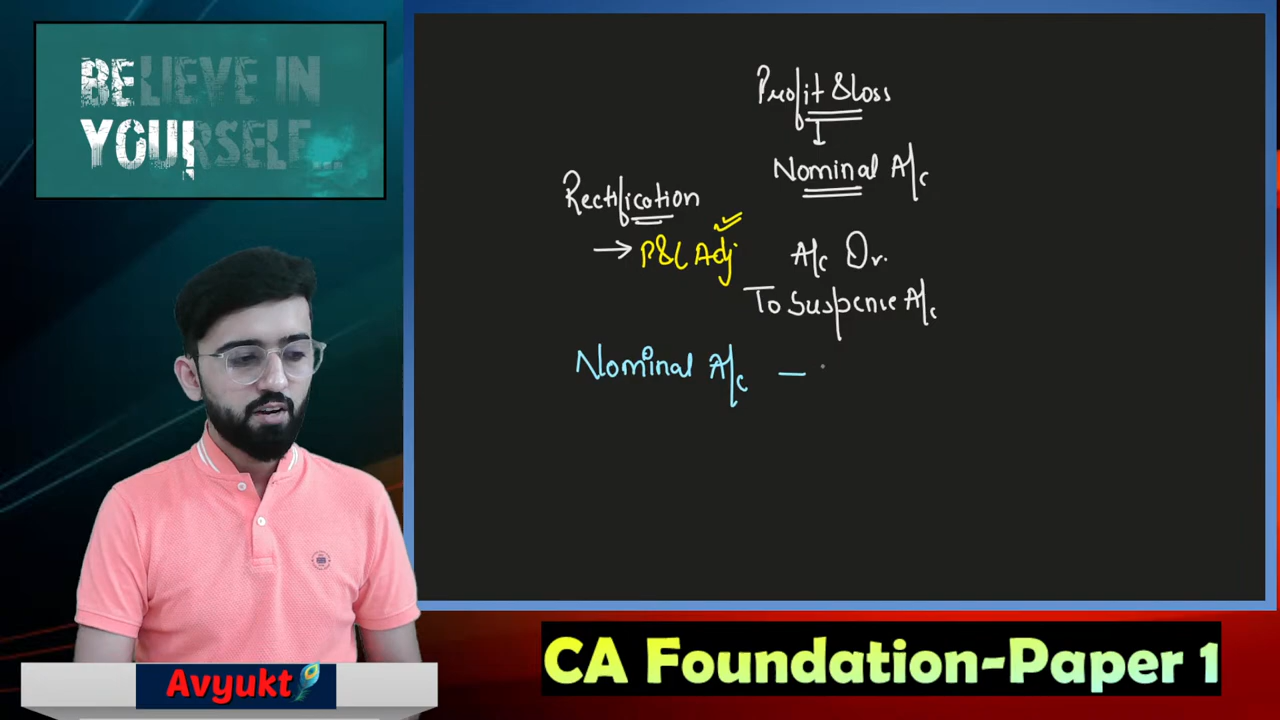 BELIEVE IN
YOURSELF...
Profit & Loss
Nominal A/c
Rectification
→ P&L Adj A/c Dr.
To Suspense A/c
Nominal A/c —
Avyukt
CA Foundation-Paper 1